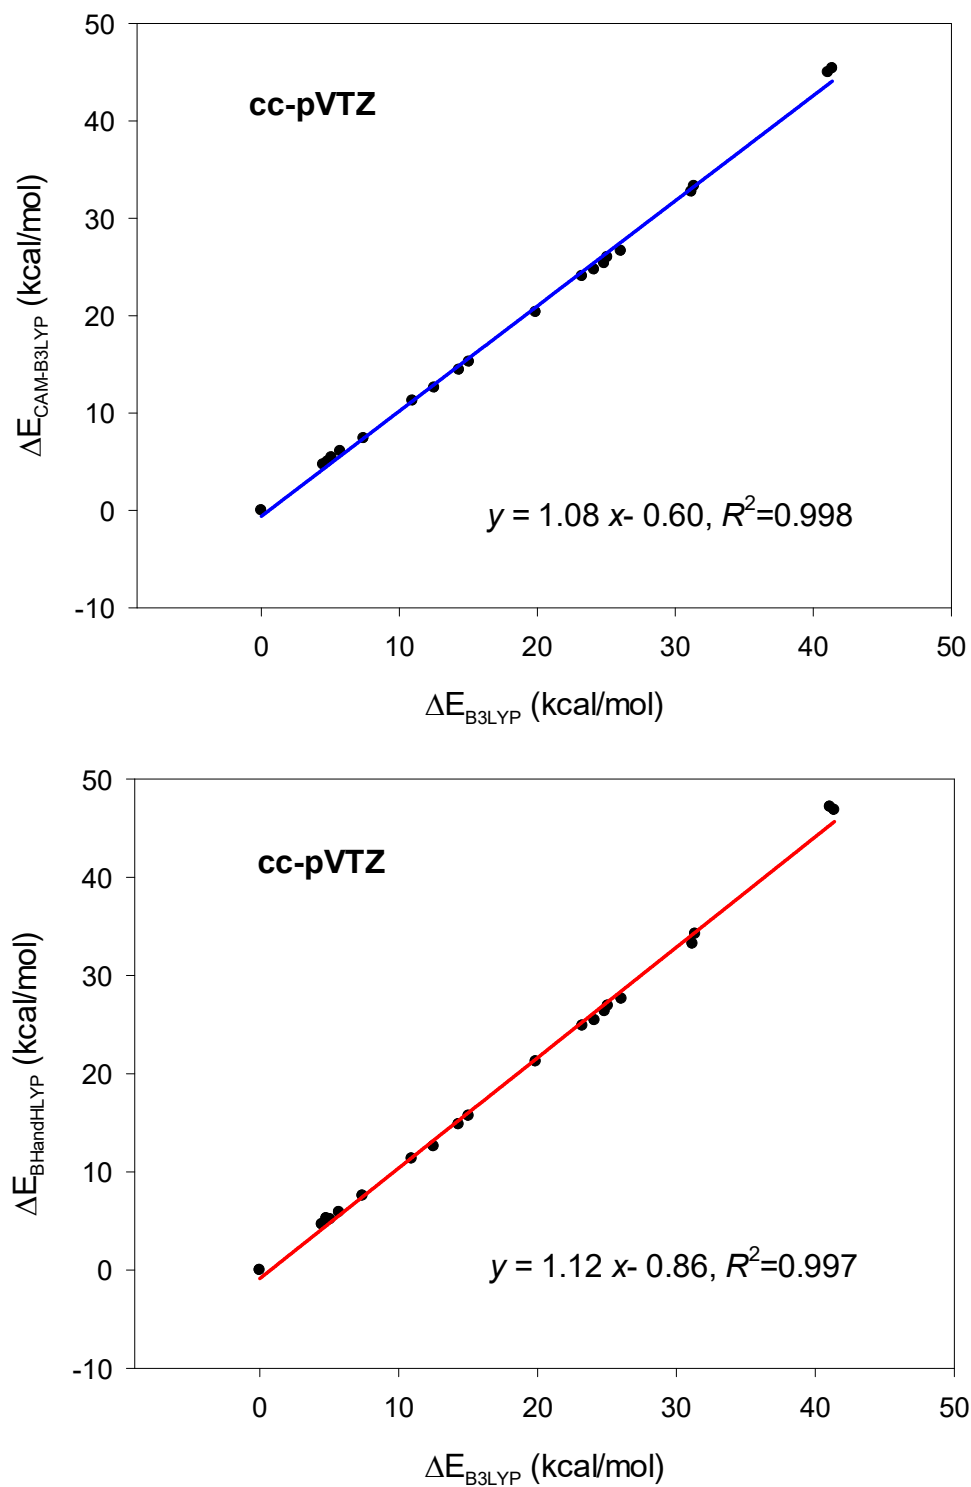 50
cc-pVTZ
40
30
20
10
0
-10
ΔE_CAM-B3LYP (kcal/mol)
y = 1.08 x- 0.60, R²=0.998
0 10 20 30 40 50
ΔE_B3LYP (kcal/mol)
50
cc-pVTZ
40
30
20
10
0
-10
ΔE_BHandHLYP (kcal/mol)
y = 1.12 x- 0.86, R²=0.997
0 10 20 30 40 50
ΔE_B3LYP (kcal/mol)